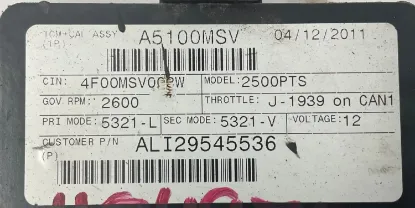 TCM+CAL ASSY A5100MSV 04/12/2011
(1P)
CIN: MODEL: 2500PTS
GOV RPM: 2600 THROTTLE: J-1939 on CAN1
PRI MODE: 5321-L SEC MODE: 5321-V VOLTAGE: 12
CUSTOMER P/N ALI29545536
(P)